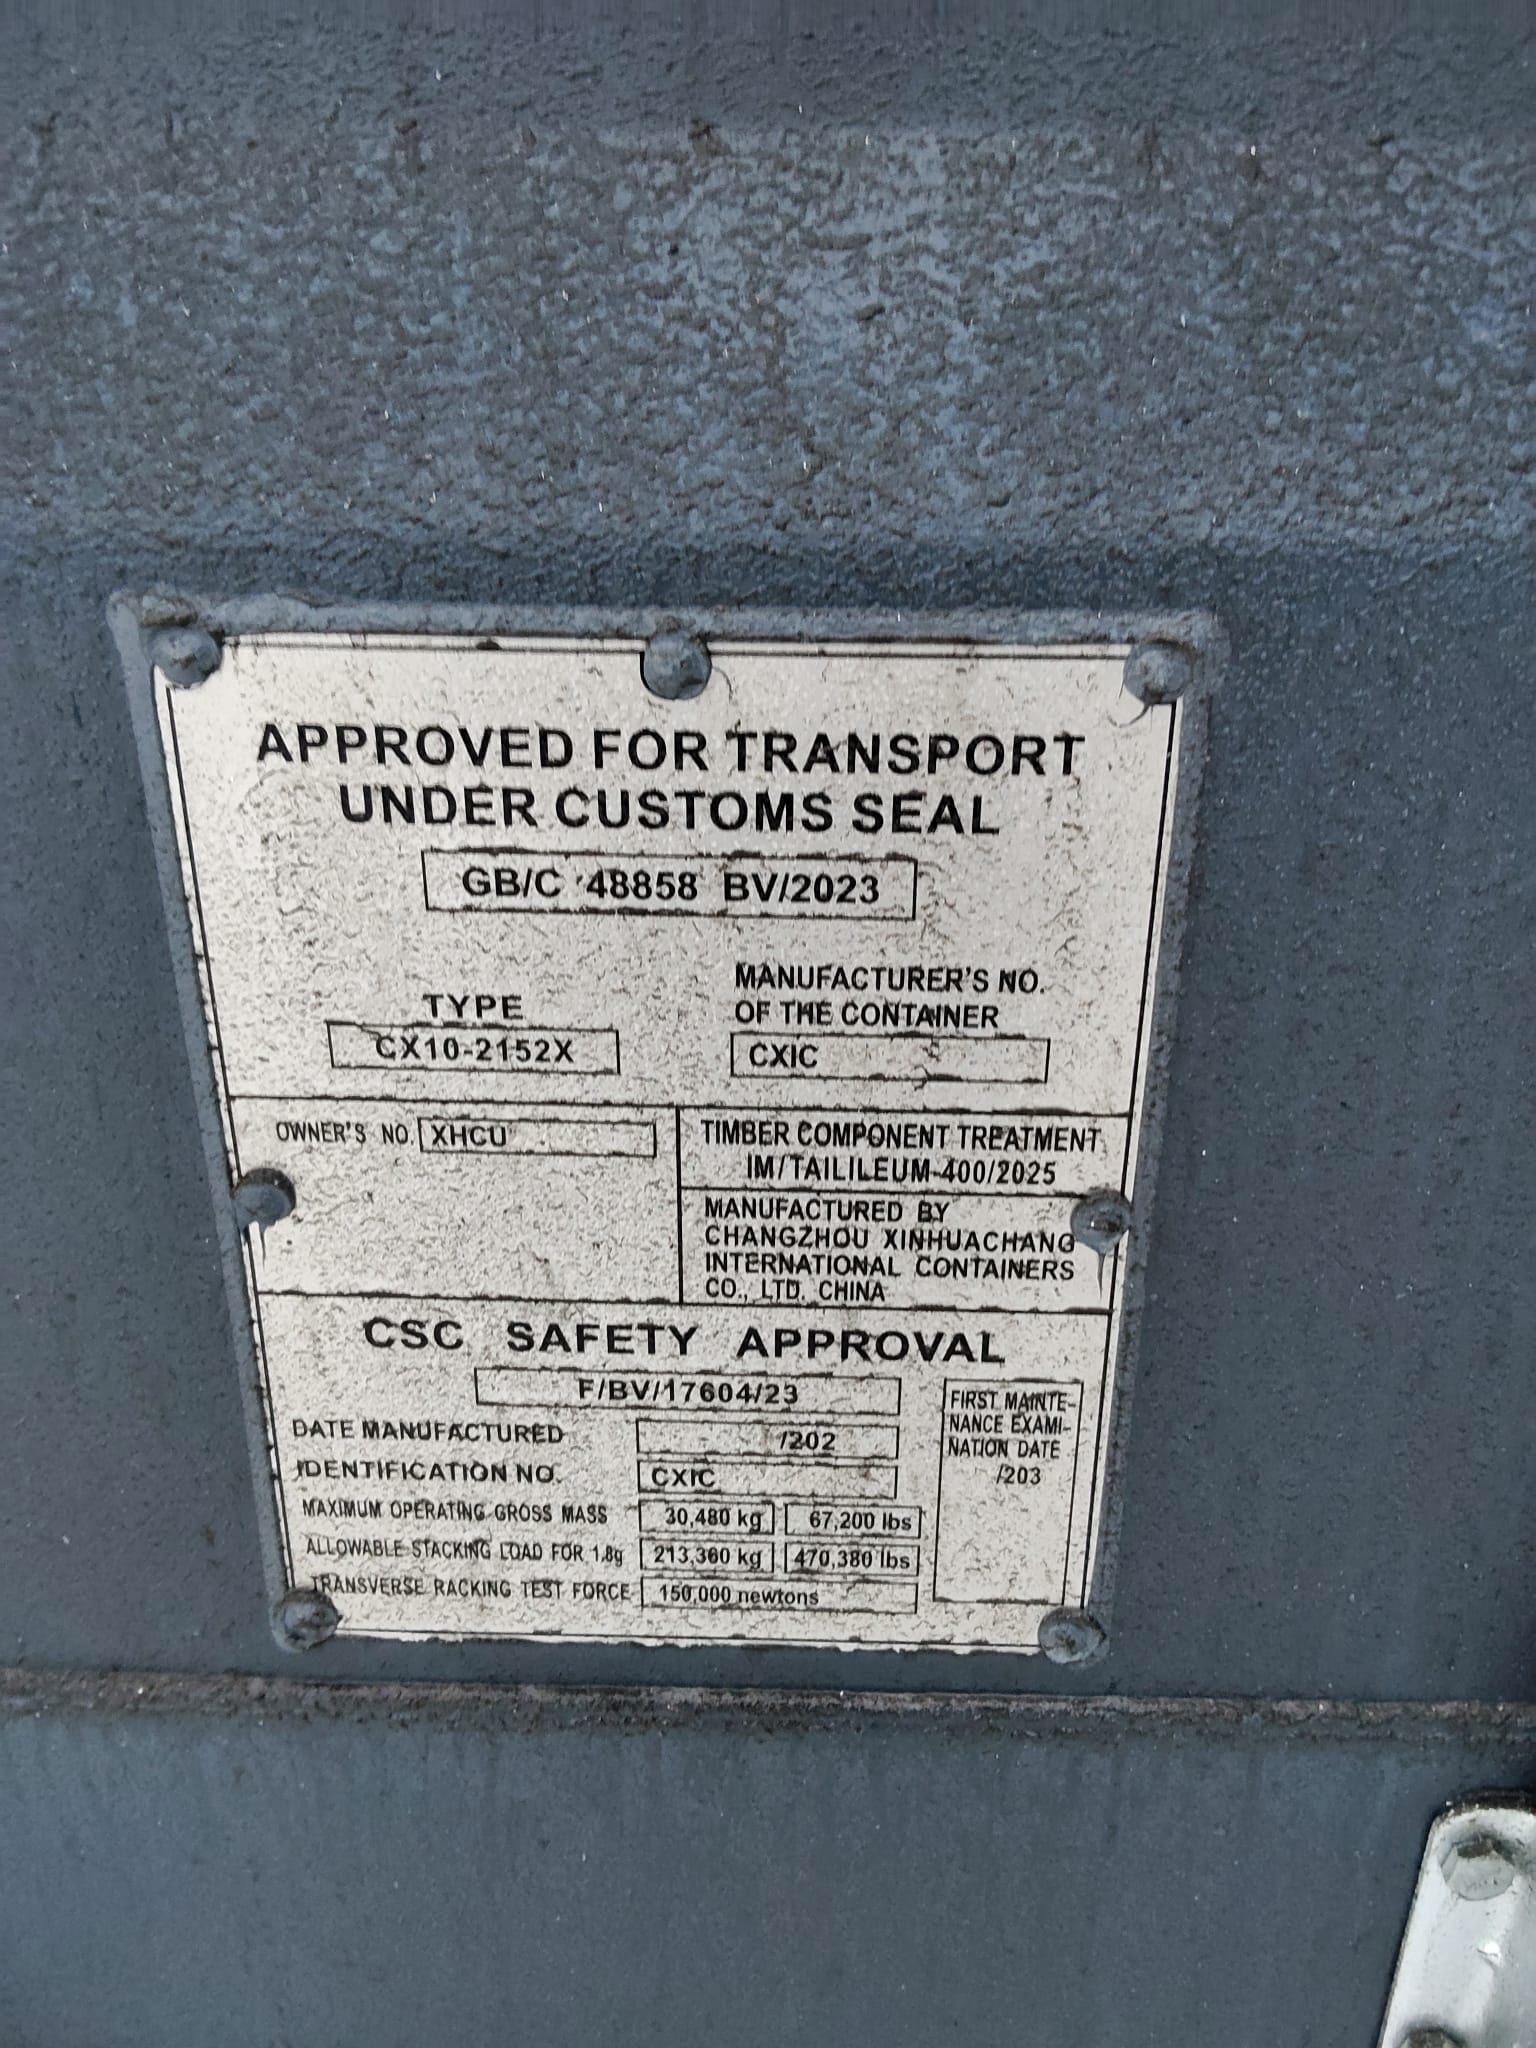 APPROVED FOR TRANSPORT
UNDER CUSTOMS SEAL
GB/C 48858 BV/2023
TYPE
CX10-2152X
MANUFACTURER'S NO.
OF THE CONTAINER
CXIC
OWNER'S NO. XHCU
TIMBER COMPONENT TREATMENT
IM/TAILILEUM-400/2025
MANUFACTURED BY
CHANGZHOU XINHUACHANG
INTERNATIONAL CONTAINERS
CO., LTD. CHINA
CSC SAFETY APPROVAL
F/BV/17604/23
DATE MANUFACTURED /202
IDENTIFICATION NO. CXIC
MAXIMUM OPERATING GROSS MASS 30,480 kg 67,200 lbs
ALLOWABLE STACKING LOAD FOR 1.8g 213,360 kg 470,380 lbs
TRANSVERSE RACKING TEST FORCE 150,000 newtons
FIRST MAINTE-
NANCE EXAMI-
NATION DATE
/203